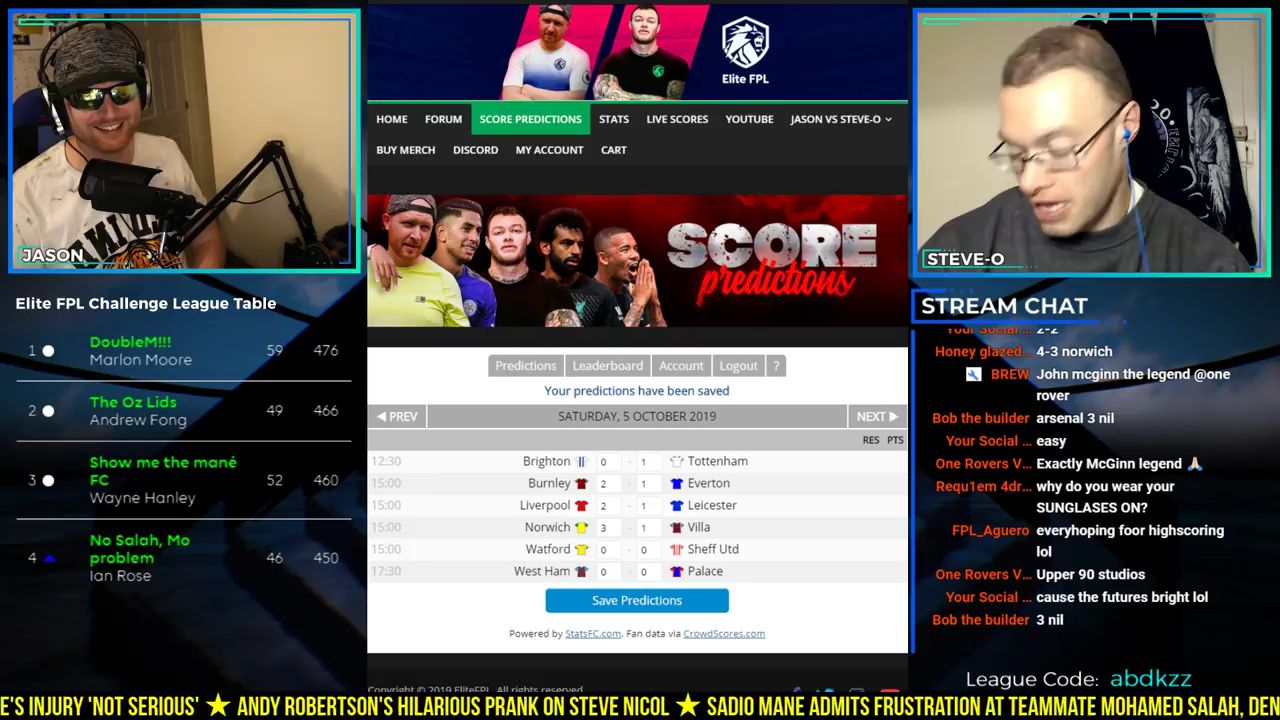 JASON
Elite FPL Challenge League Table
1 DoubleM!!! 59 476
Marlon Moore
2 The Oz Lids 49 466
Andrew Fong
3 Show me the mané FC 52 460
Wayne Hanley
4 No Salah, Mo problem 46 450
Ian Rose
Elite FPL
HOME FORUM SCORE PREDICTIONS STATS LIVE SCORES YOUTUBE JASON VS STEVE-O
BUY MERCH DISCORD MY ACCOUNT CART
SCORE
predictions
Predictions Leaderboard Account Logout ?
Your predictions have been saved
PREV SATURDAY, 5 OCTOBER 2019 NEXT
RES PTS
12:30 Brighton 0 - 1 Tottenham
15:00 Burnley 2 - 1 Everton
15:00 Liverpool 2 - 1 Leicester
15:00 Norwich 3 - 1 Villa
15:00 Watford 0 - 0 Sheff Utd
17:30 West Ham 0 - 0 Palace
Save Predictions
Powered by StatsFC.com. Fan data via CrowdScores.com
Copyright © 2019 EliteFPL. All rights reserved
STEVE-O
STREAM CHAT
Your Social ... 2-2
Honey glazed... 4-3 norwich
BREW John mcginn the legend @one
rover
Bob the builder arsenal 3 nil
Your Social ... easy
One Rovers V... Exactly McGinn legend 🙏🏻
Requ1em 4dr... why do you wear your
SUNGLASES ON?
FPL_Aguero everyhoping foor highscoring
lol
One Rovers V... Upper 90 studios
Your Social ... cause the futures bright lol
Bob the builder 3 nil
League Code: abdkzz
E'S INJURY 'NOT SERIOUS' ★ ANDY ROBERTSON'S HILARIOUS PRANK ON STEVE NICOL ★ SADIO MANE ADMITS FRUSTRATION AT TEAMMATE MOHAMED SALAH, DEN